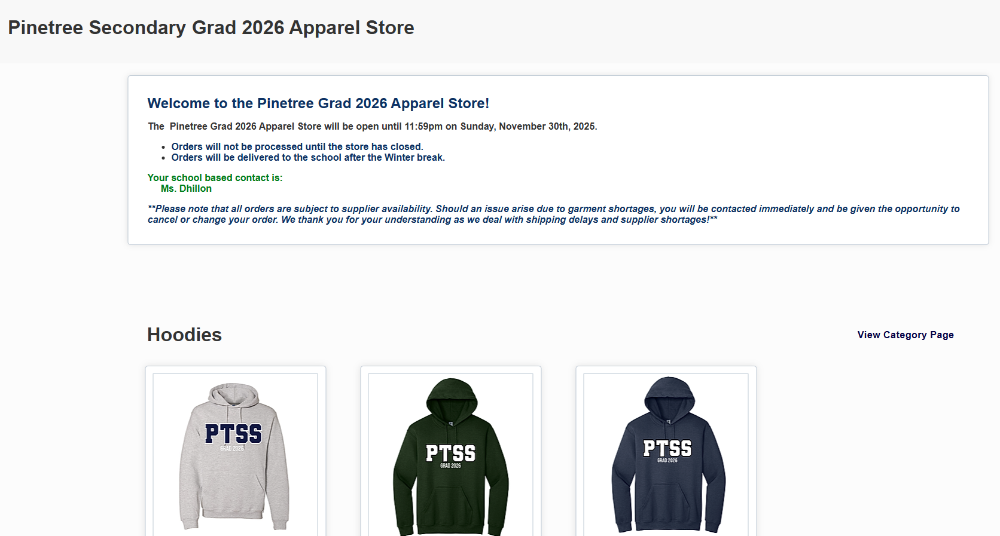 Pinetree Secondary Grad 2026 Apparel Store
Welcome to the Pinetree Grad 2026 Apparel Store!
The  Pinetree Grad 2026 Apparel Store will be open until 11:59pm on Sunday, November 30th, 2025.
• Orders will not be processed until the store has closed.
• Orders will be delivered to the school after the Winter break.
Your school based contact is:
Ms. Dhillon
**Please note that all orders are subject to supplier availability. Should an issue arise due to garment shortages, you will be contacted immediately and be given the opportunity to
cancel or change your order. We thank you for your understanding as we deal with shipping delays and supplier shortages!**
Hoodies
View Category Page
PTSS
GRAD 2026
PTSS
GRAD 2026
PTSS
GRAD 2026